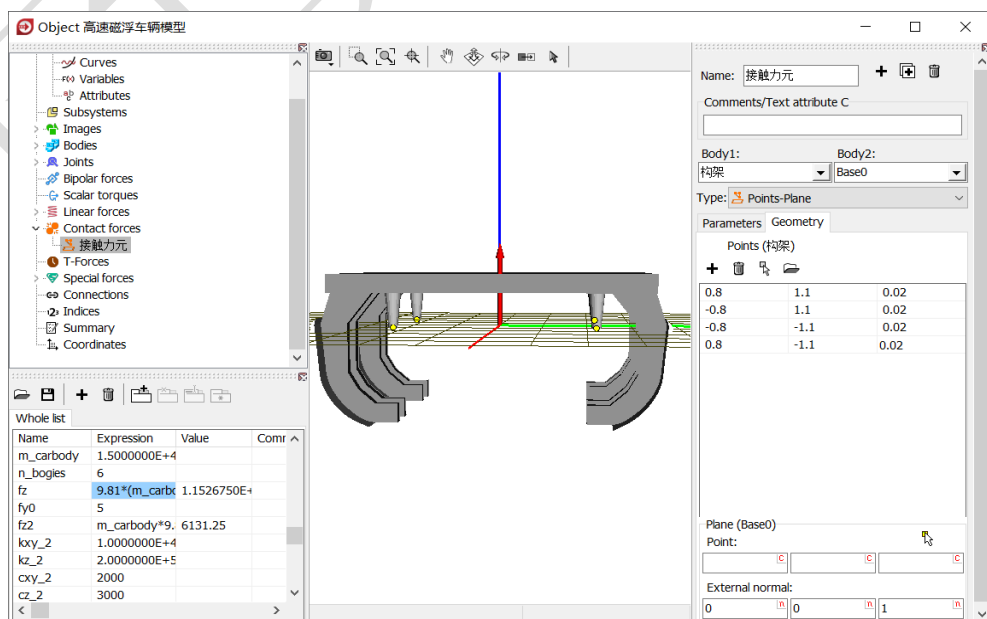 Object 高速磁浮车辆模型
Curves
Variables
Attributes
Subsystems
Images
Bodies
Joints
Bipolar forces
Scalar torques
Linear forces
Contact forces
接触力元
T-Forces
Special forces
Connections
Indices
Summary
Coordinates
Whole list
Name Expression Value Comr
m_carbody 1.5000000E+4
n_bogies 6
fz 9.81*(m_carbo 1.1526750E+
fy0 5
fz2 m_carbody*9. 6131.25
kxy_2 1.0000000E+4
kz_2 2.0000000E+5
cxy_2 2000
cz_2 3000
Name: 接触力元
Comments/Text attribute C
Body1: Body2:
构架 Base0
Type: Points-Plane
Parameters Geometry
Points (构架)
0.8 1.1 0.02
-0.8 1.1 0.02
-0.8 -1.1 0.02
0.8 -1.1 0.02
Plane (Base0)
Point:
C C C
External normal:
0 n 0 n 1 n